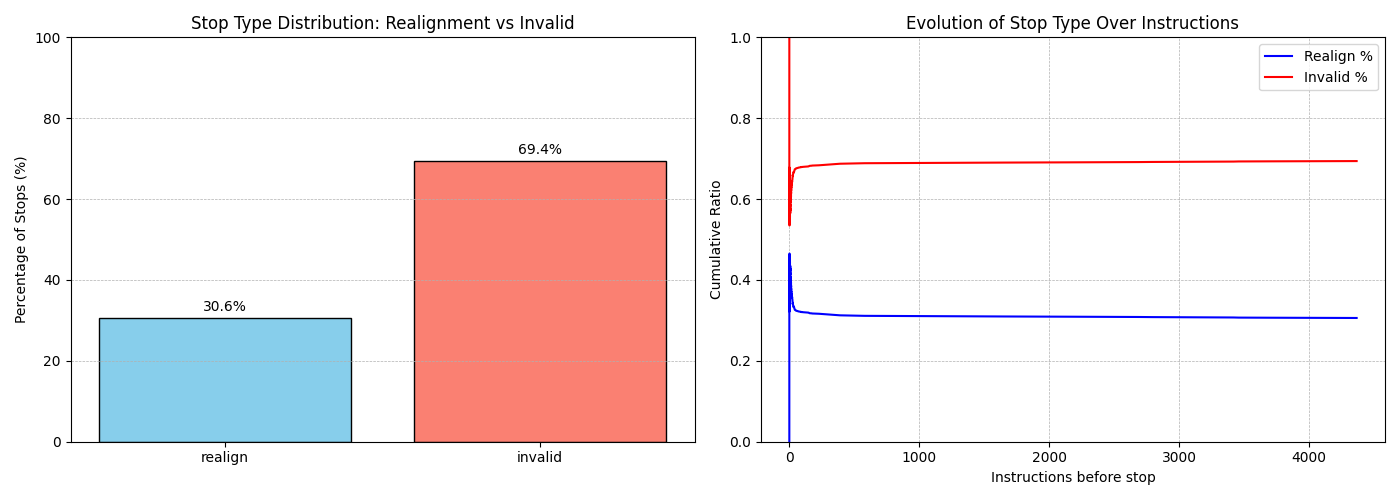 Stop Type Distribution: Realignment vs Invalid
Percentage of Stops (%)
100
80
60
40
20
0
30.6%
69.4%
realign
invalid
Evolution of Stop Type Over Instructions
Cumulative Ratio
1.0
0.8
0.6
0.4
0.2
0.0
Realign %
Invalid %
0
1000
2000
3000
4000
Instructions before stop